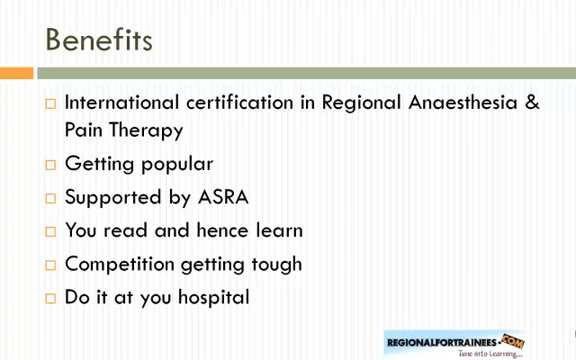 Benefits
International certification in Regional Anaesthesia &
Pain Therapy
Getting popular
Supported by ASRA
You read and hence learn
Competition getting tough
Do it at you hospital
REGIONALFORTRAINEES.COM
Tune into Learning...